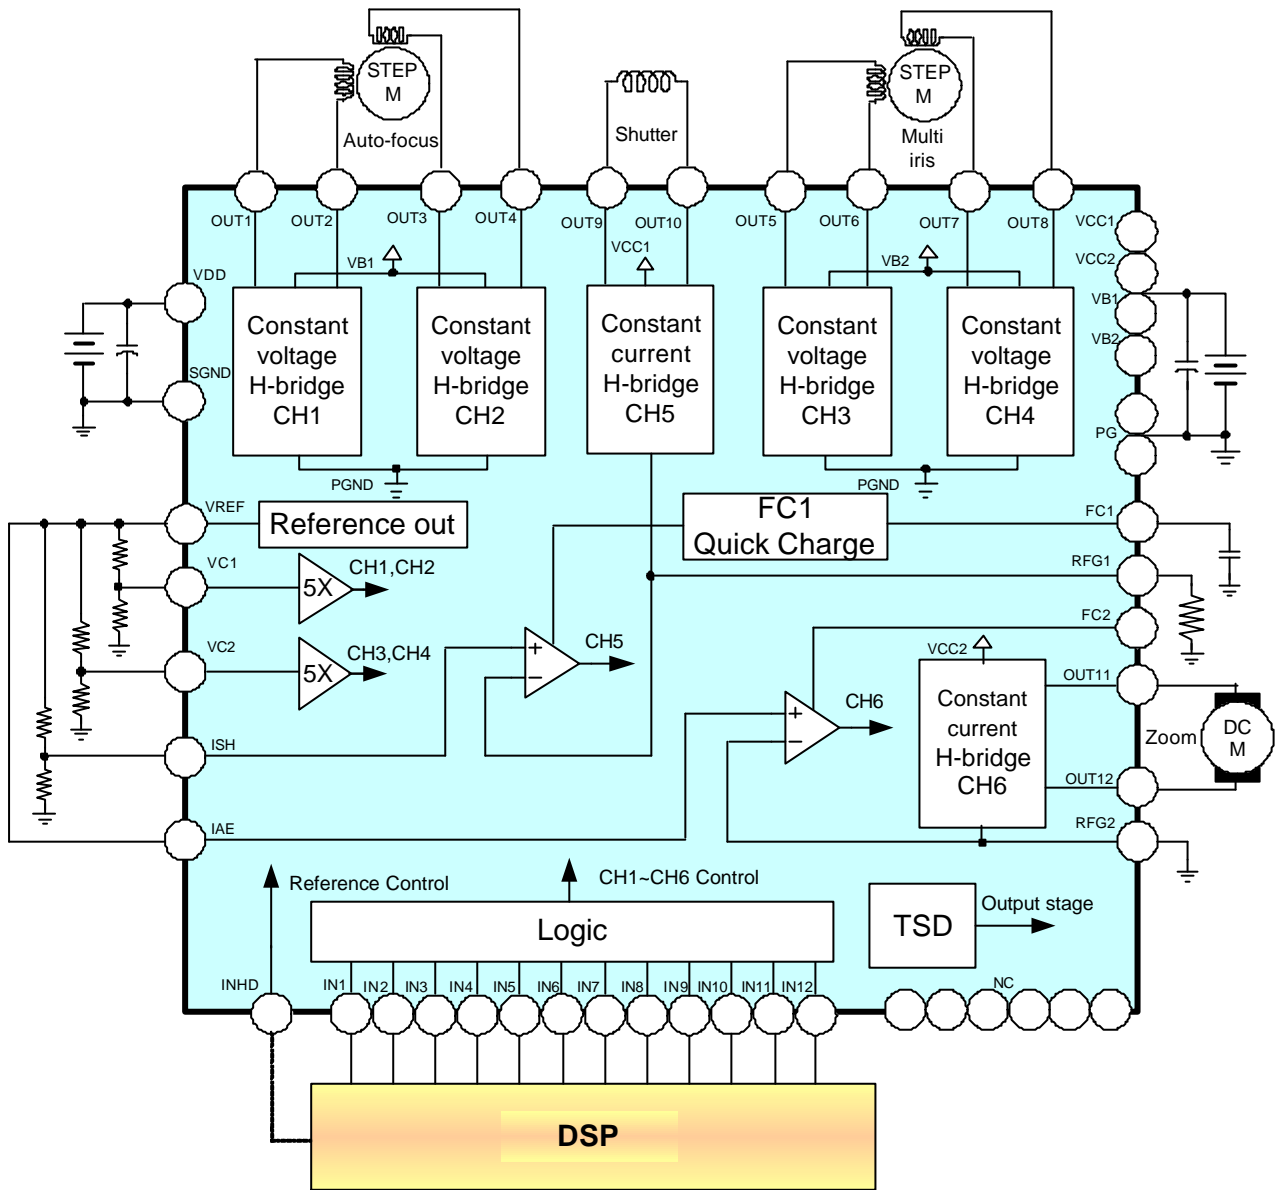 STEP
M
Auto-focus
Shutter
STEP
M
Multi
iris
OUT1
OUT2
OUT3
OUT4
OUT9
OUT10
OUT5
OUT6
OUT7
OUT8
VCC1
VCC2
VB1
VB2
PG
VDD
SGND
VB1
VCC1
VB2
Constant
voltage
H-bridge
CH1
Constant
voltage
H-bridge
CH2
Constant
current
H-bridge
CH5
Constant
voltage
H-bridge
CH3
Constant
voltage
H-bridge
CH4
PGND
PGND
VREF
Reference out
FC1
Quick Charge
FC1
VC1
5X
CH1,CH2
RFG1
FC2
VC2
5X
CH3,CH4
+
−
CH5
VCC2
OUT11
ISH
+
−
CH6
Constant
current
H-bridge
CH6
Zoom
DC
M
OUT12
IAE
RFG2
Reference Control
CH1~CH6 Control
Logic
TSD
Output stage
INHD
IN1
IN2
IN3
IN4
IN5
IN6
IN7
IN8
IN9
IN10
IN11
IN12
NC
DSP